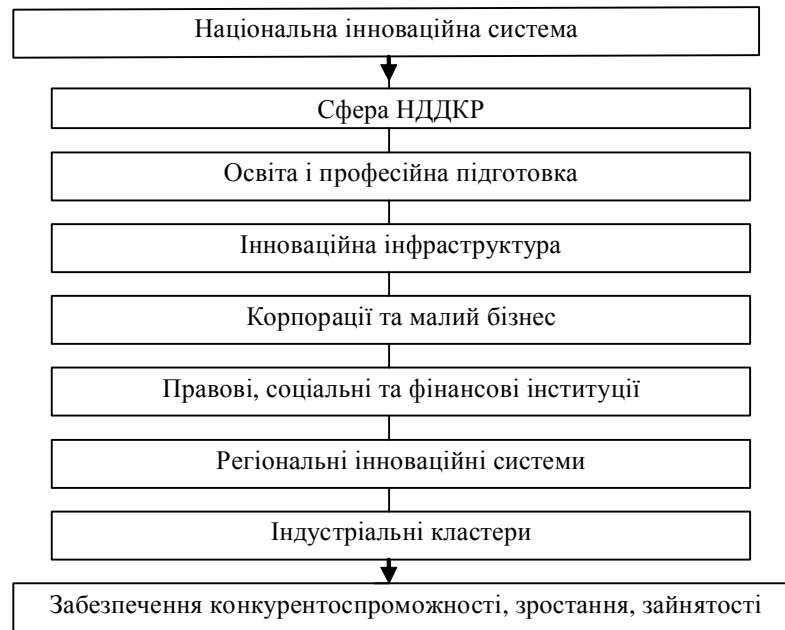 Національна інноваційна система
Сфера НДДКР
Освіта і професійна підготовка
Інноваційна інфраструктура
Корпорації та малий бізнес
Правові, соціальні та фінансові інституції
Регіональні інноваційні системи
Індустріальні кластери
Забезпечення конкурентоспроможності, зростання, зайнятості